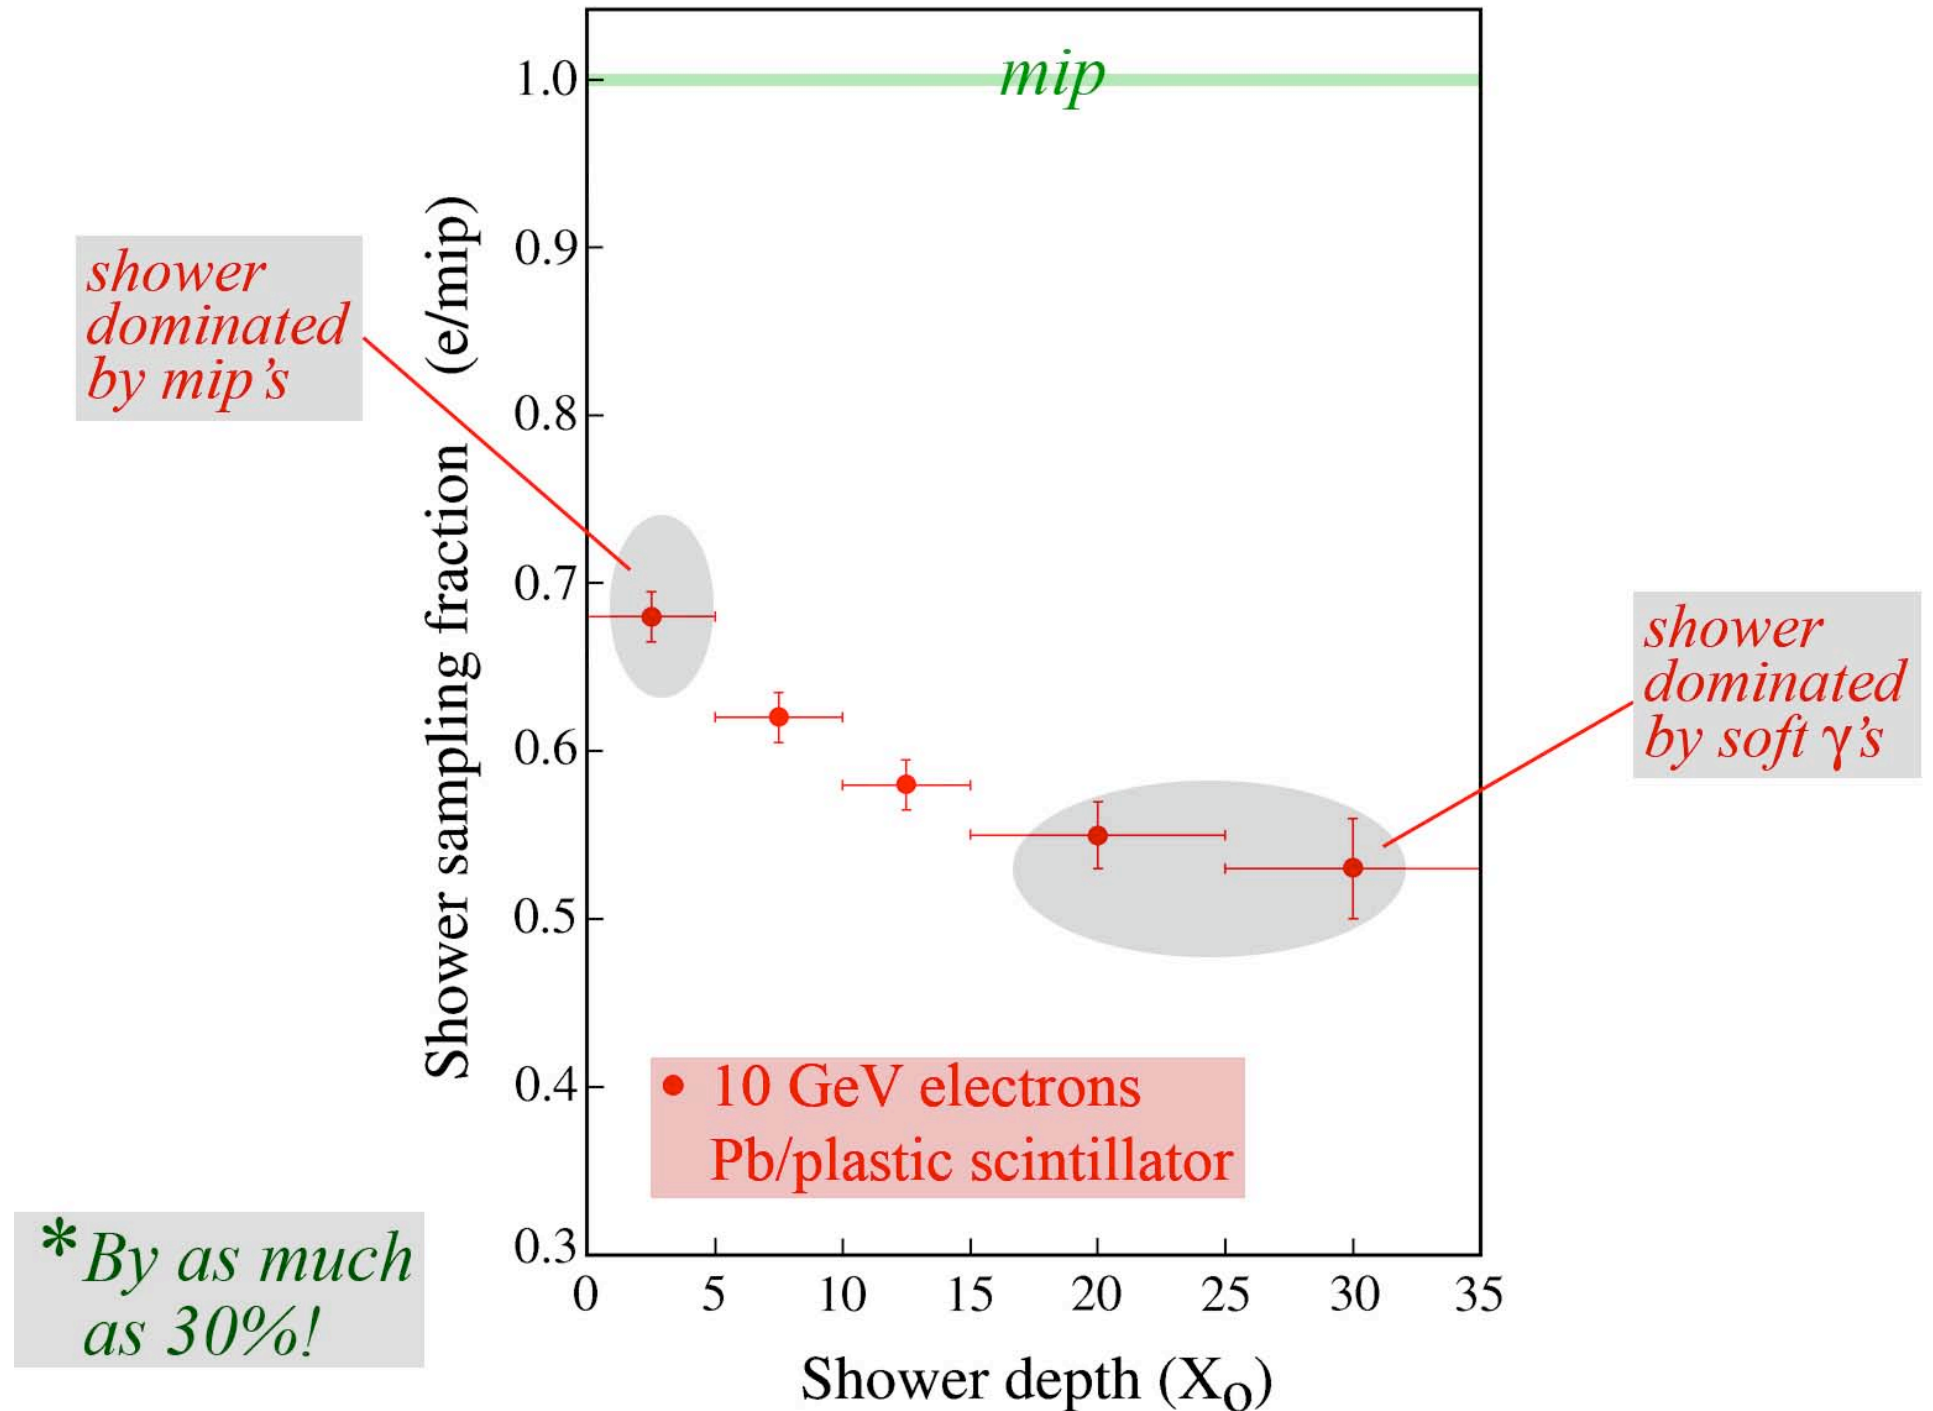 mip
1.0
0.9
0.8
0.7
0.6
0.5
0.4
0.3
Shower sampling fraction (e/mip)
shower
dominated
by mip’s
shower
dominated
by soft γ’s
• 10 GeV electrons
Pb/plastic scintillator
* By as much
as 30%!
0 5 10 15 20 25 30 35
Shower depth (X₀)